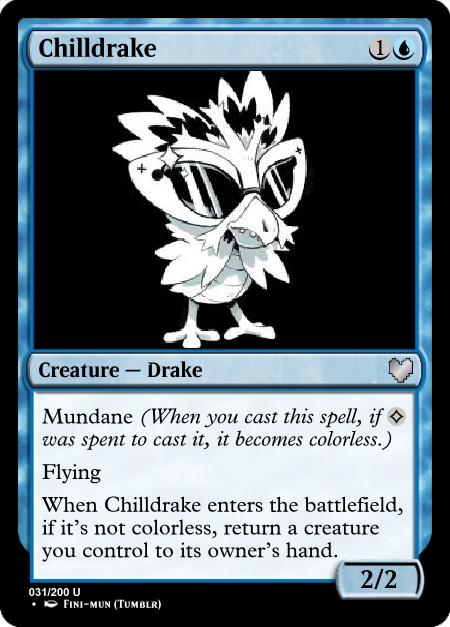 Chilldrake 1
Creature — Drake
Mundane (When you cast this spell, if
was spent to cast it, it becomes colorless.)
Flying
When Chilldrake enters the battlefield,
if it's not colorless, return a creature
you control to its owner's hand.
2/2
031/200 U
• Fini-mun (Tumblr)